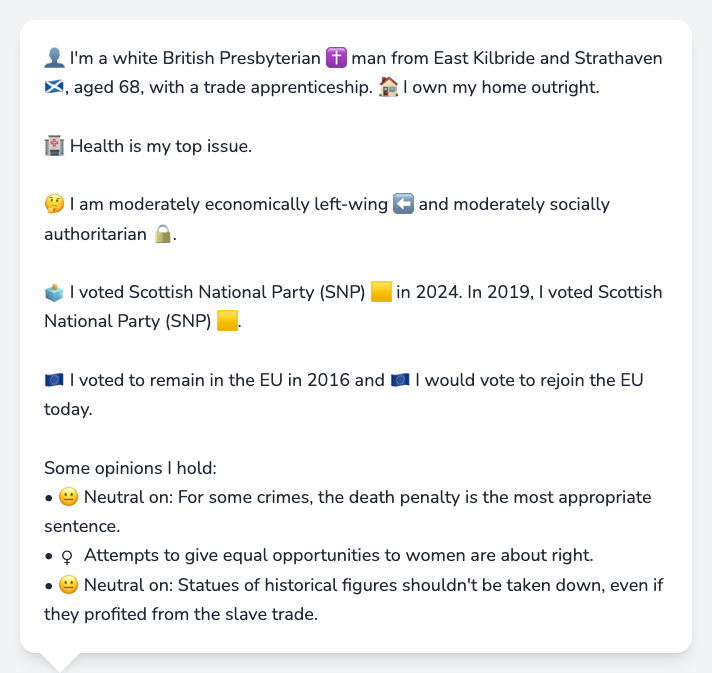 👤 I'm a white British Presbyterian ✝️ man from East Kilbride and Strathaven
🏴󠁧󠁢󠁳󠁣󠁴󠁿, aged 68, with a trade apprenticeship. 🏠 I own my home outright.
🏥 Health is my top issue.
🤔 I am moderately economically left-wing ⬅️ and moderately socially
authoritarian 🔒.
🗳️ I voted Scottish National Party (SNP) 🟨 in 2024. In 2019, I voted Scottish
National Party (SNP) 🟨.
🇪🇺 I voted to remain in the EU in 2016 and 🇪🇺 I would vote to rejoin the EU
today.
Some opinions I hold:
• 😐 Neutral on: For some crimes, the death penalty is the most appropriate
sentence.
• ♀ Attempts to give equal opportunities to women are about right.
• 😐 Neutral on: Statues of historical figures shouldn't be taken down, even if
they profited from the slave trade.